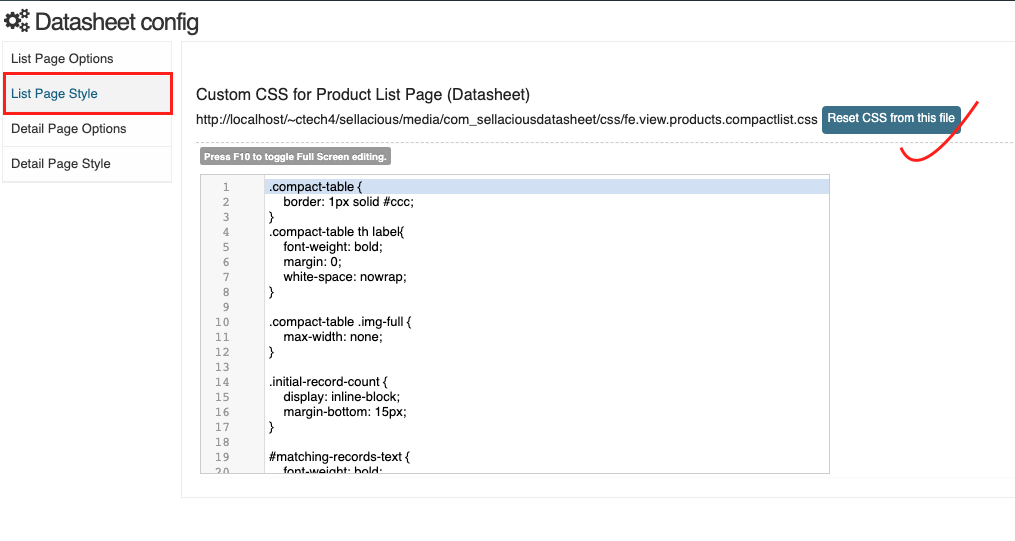 Datasheet config
List Page Options
List Page Style
Detail Page Options
Detail Page Style
Custom CSS for Product List Page (Datasheet)
http://localhost/~ctech4/sellacious/media/com_sellaciousdatasheet/css/fe.view.products.compactlist.css Reset CSS from this file
Press F10 to toggle Full Screen editing.
1 .compact-table {
2 border: 1px solid #ccc;
3 }
4 .compact-table th label{
5 font-weight: bold;
6 margin: 0;
7 white-space: nowrap;
8 }
9
10 .compact-table .img-full {
11 max-width: none;
12 }
13
14 .initial-record-count {
15 display: inline-block;
16 margin-bottom: 15px;
17 }
18
19 #matching-records-text {
20 font-weight: bold;